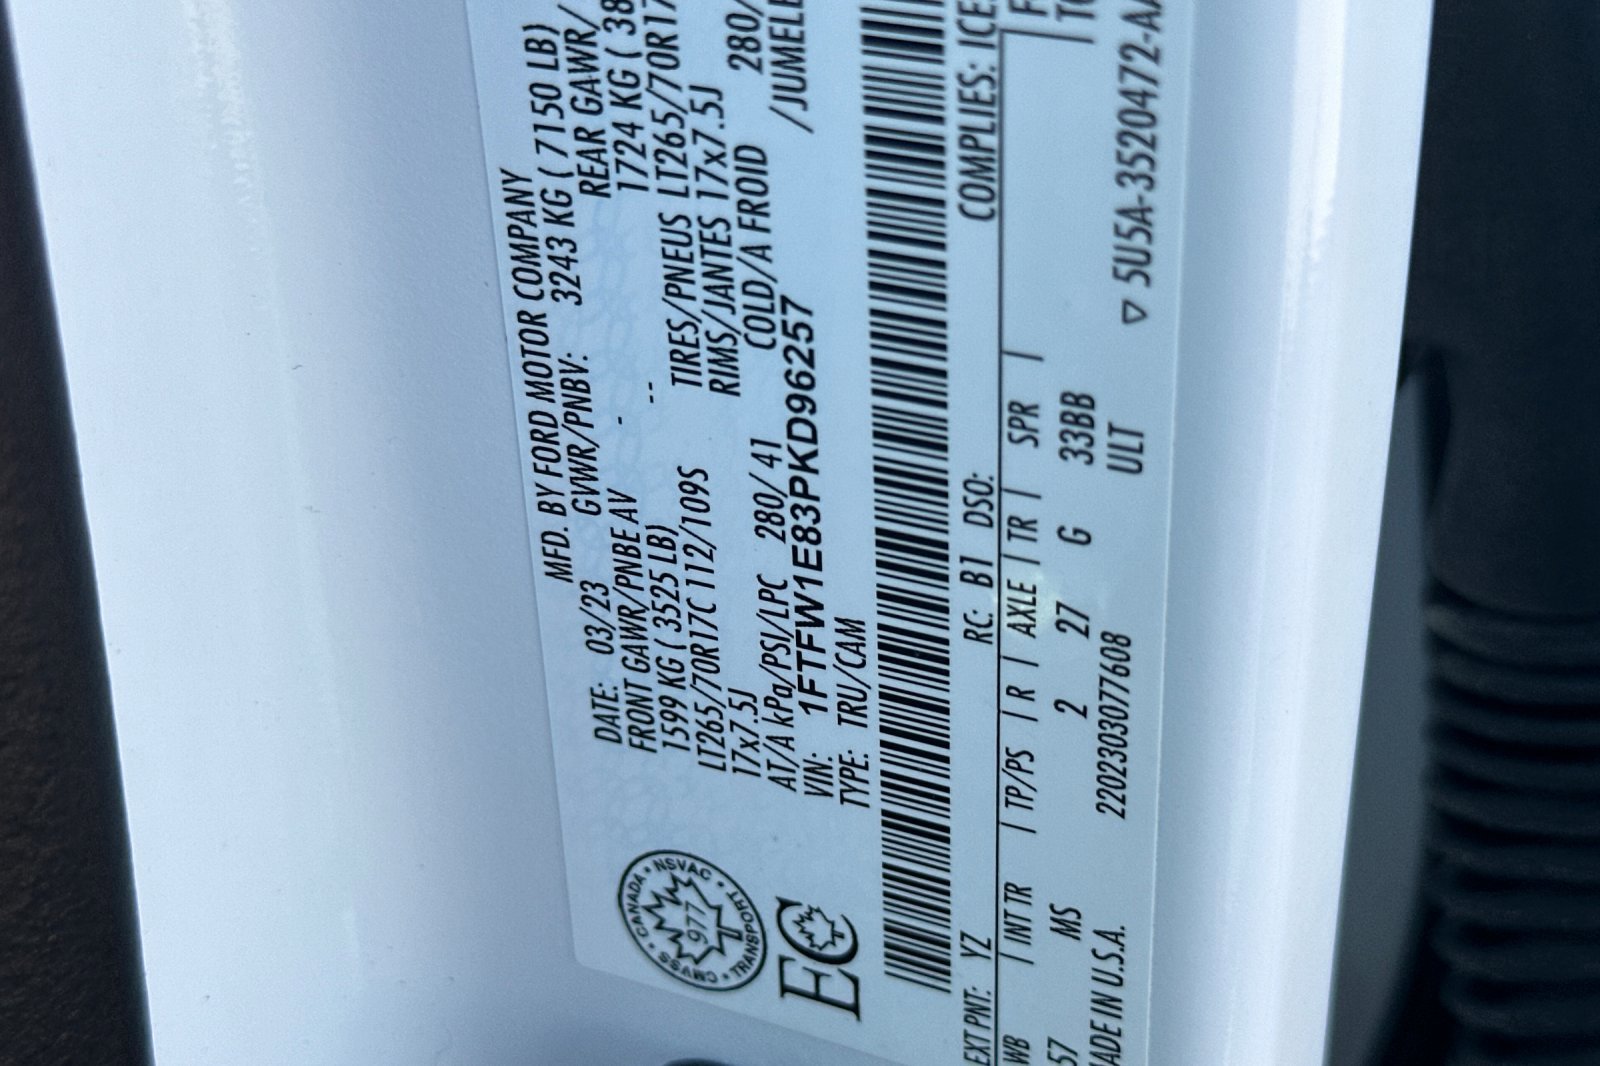 MFD. BY FORD MOTOR COMPANY
DATE: 03/23 GVWR/PNBV: 3243 KG ( 7150 LB)
FRONT GAWR/PNBE AV - REAR GAWR/
1599 KG ( 3525 LB) -- 1724 KG ( 38
LT265/70R17C 112/109S TIRES/PNEUS LT265/70R17
17x7.5J RIMS/JANTES 17x7.5J
AT/A kPa/PSI/LPC 280/ 41 COLD/A FROID 280/
VIN: 1FTFW1E83PKD96257 /JUMELE
TYPE: TRU/CAM
CANADA • NSVAC • TRANSPORT • CMVSS •
977
EC
EXT PNT: YZ RC: B1 DSO: COMPLIES: ICE
WB | INT TR | TP/PS | R | AXLE | TR | SPR |
57 MS 2 27 G 33BB
ULT
MADE IN U.S.A. 2202303077608 ▽ 5U5A-3520472-AA